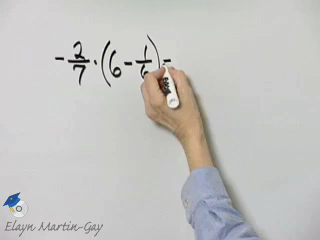 -2/7 · (6 - 1/6) =
Elayn Martin-Gay